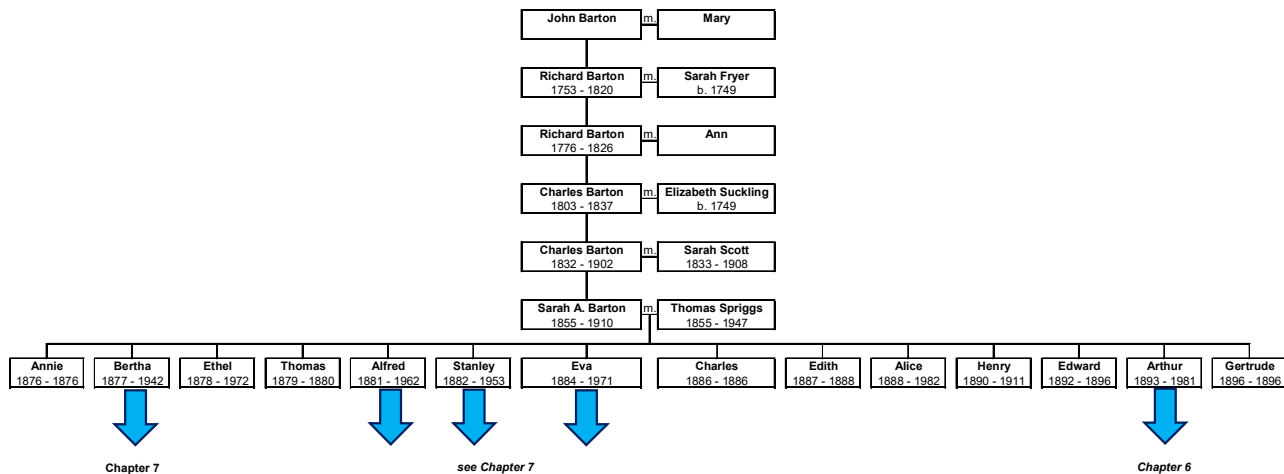 John Barton m. Mary
Richard Barton m. Sarah Fryer
1753 - 1820 b. 1749
Richard Barton m. Ann
1776 - 1826
Charles Barton m. Elizabeth Suckling
1803 - 1837 b. 1749
Charles Barton m. Sarah Scott
1832 - 1902 1833 - 1908
Sarah A. Barton m. Thomas Spriggs
1855 - 1910 1855 - 1947
Annie Bertha Ethel Thomas Alfred Stanley Eva Charles Edith Alice Henry Edward Arthur Gertrude
1876 - 1876 1877 - 1942 1878 - 1972 1879 - 1880 1881 - 1962 1882 - 1953 1884 - 1971 1886 - 1886 1887 - 1888 1888 - 1982 1890 - 1911 1892 - 1896 1893 - 1981 1896 - 1896
Chapter 7 see Chapter 7 Chapter 6